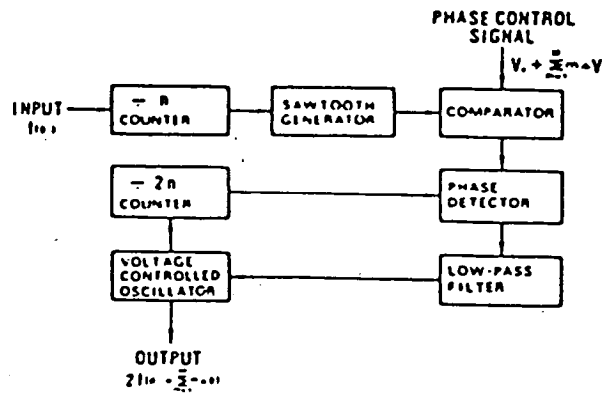 PHASE CONTROL
SIGNAL
INPUT
÷ n
COUNTER
SAWTOOTH
GENERATOR
COMPARATOR
÷ 2n
COUNTER
PHASE
DETECTOR
VOLTAGE
CONTROLLED
OSCILLATOR
LOW-PASS
FILTER
OUTPUT